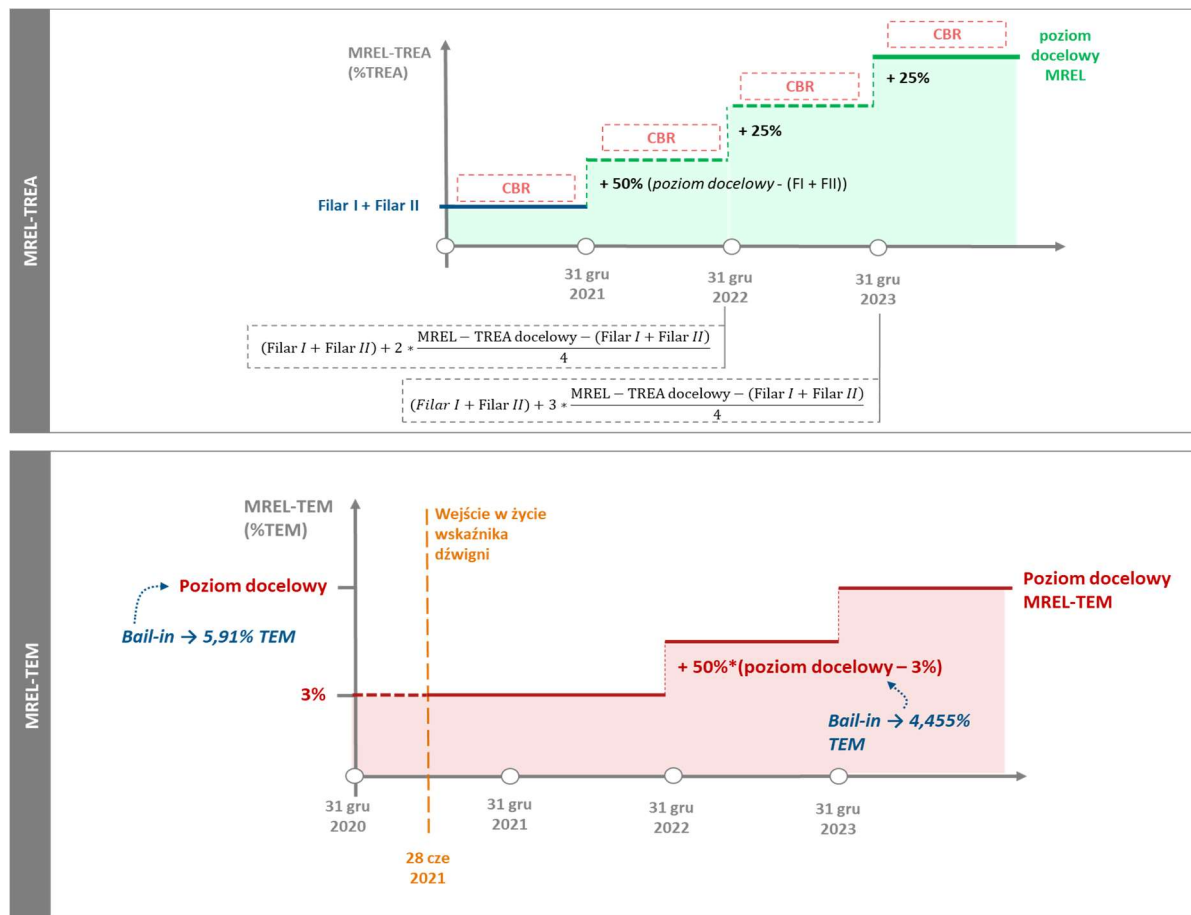 MREL-TREA
MREL-TREA
(%TREA)
CBR
poziom
docelowy
MREL
+ 25%
CBR
+ 25%
CBR
+ 50% (poziom docelowy - (FI + FII))
CBR
Filar I + Filar II
31 gru
2021
31 gru
2022
31 gru
2023
(Filar I + Filar II) + 2 * (MREL − TREA docelowy − (Filar I + Filar II)) / 4
(Filar I + Filar II) + 3 * (MREL − TREA docelowy − (Filar I + Filar II)) / 4
MREL-TEM
MREL-TEM
(%TEM)
Wejście w życie
wskaźnika
dźwigni
Poziom docelowy
Bail-in → 5,91% TEM
Poziom docelowy
MREL-TEM
+ 50%*(poziom docelowy – 3%)
3%
Bail-in → 4,455%
TEM
31 gru
2020
31 gru
2021
31 gru
2022
31 gru
2023
28 cze
2021